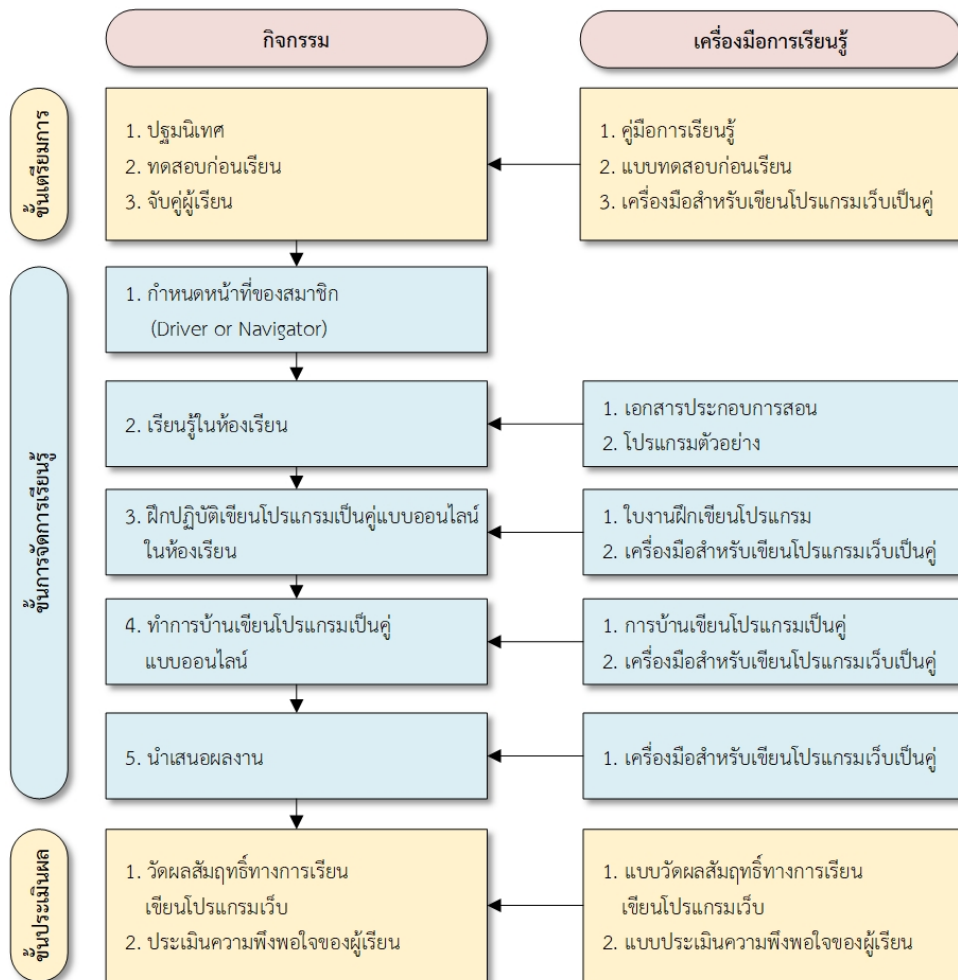 กิจกรรม
เครื่องมือการเรียนรู้
ขั้นเตรียมการ
1. ปฐมนิเทศ
2. ทดสอบก่อนเรียน
3. จับคู่ผู้เรียน
1. คู่มือการเรียนรู้
2. แบบทดสอบก่อนเรียน
3. เครื่องมือสำหรับเขียนโปรแกรมเว็บเป็นคู่
ขั้นการจัดการเรียนรู้
1. กำหนดหน้าที่ของสมาชิก
(Driver or Navigator)
2. เรียนรู้ในห้องเรียน
1. เอกสารประกอบการสอน
2. โปรแกรมตัวอย่าง
3. ฝึกปฏิบัติเขียนโปรแกรมเป็นคู่แบบออนไลน์
ในห้องเรียน
1. ใบงานฝึกเขียนโปรแกรม
2. เครื่องมือสำหรับเขียนโปรแกรมเว็บเป็นคู่
4. ทำการบ้านเขียนโปรแกรมเป็นคู่
แบบออนไลน์
1. การบ้านเขียนโปรแกรมเป็นคู่
2. เครื่องมือสำหรับเขียนโปรแกรมเว็บเป็นคู่
5. นำเสนอผลงาน
1. เครื่องมือสำหรับเขียนโปรแกรมเว็บเป็นคู่
ขั้นประเมินผล
1. วัดผลสัมฤทธิ์ทางการเรียน
เขียนโปรแกรมเว็บ
2. ประเมินความพึงพอใจของผู้เรียน
1. แบบวัดผลสัมฤทธิ์ทางการเรียน
เขียนโปรแกรมเว็บ
2. แบบประเมินความพึงพอใจของผู้เรียน